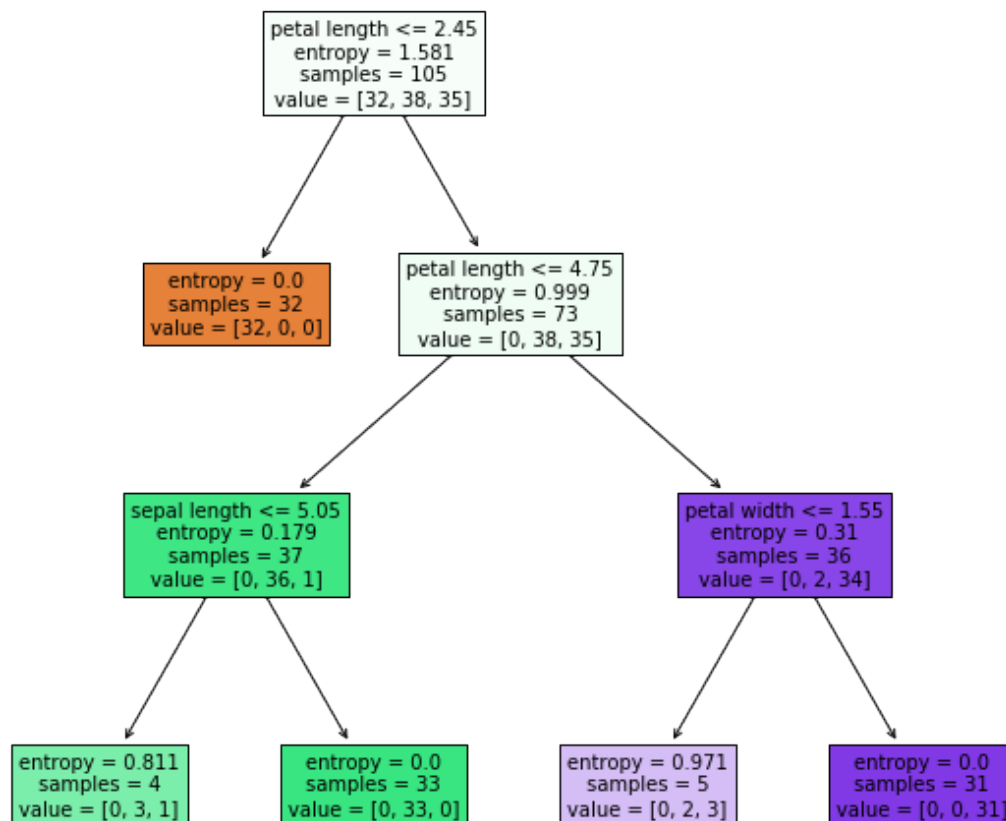 petal length <= 2.45
entropy = 1.581
samples = 105
value = [32, 38, 35]
entropy = 0.0
samples = 32
value = [32, 0, 0]
petal length <= 4.75
entropy = 0.999
samples = 73
value = [0, 38, 35]
sepal length <= 5.05
entropy = 0.179
samples = 37
value = [0, 36, 1]
petal width <= 1.55
entropy = 0.31
samples = 36
value = [0, 2, 34]
entropy = 0.811
samples = 4
value = [0, 3, 1]
entropy = 0.0
samples = 33
value = [0, 33, 0]
entropy = 0.971
samples = 5
value = [0, 2, 3]
entropy = 0.0
samples = 31
value = [0, 0, 31]